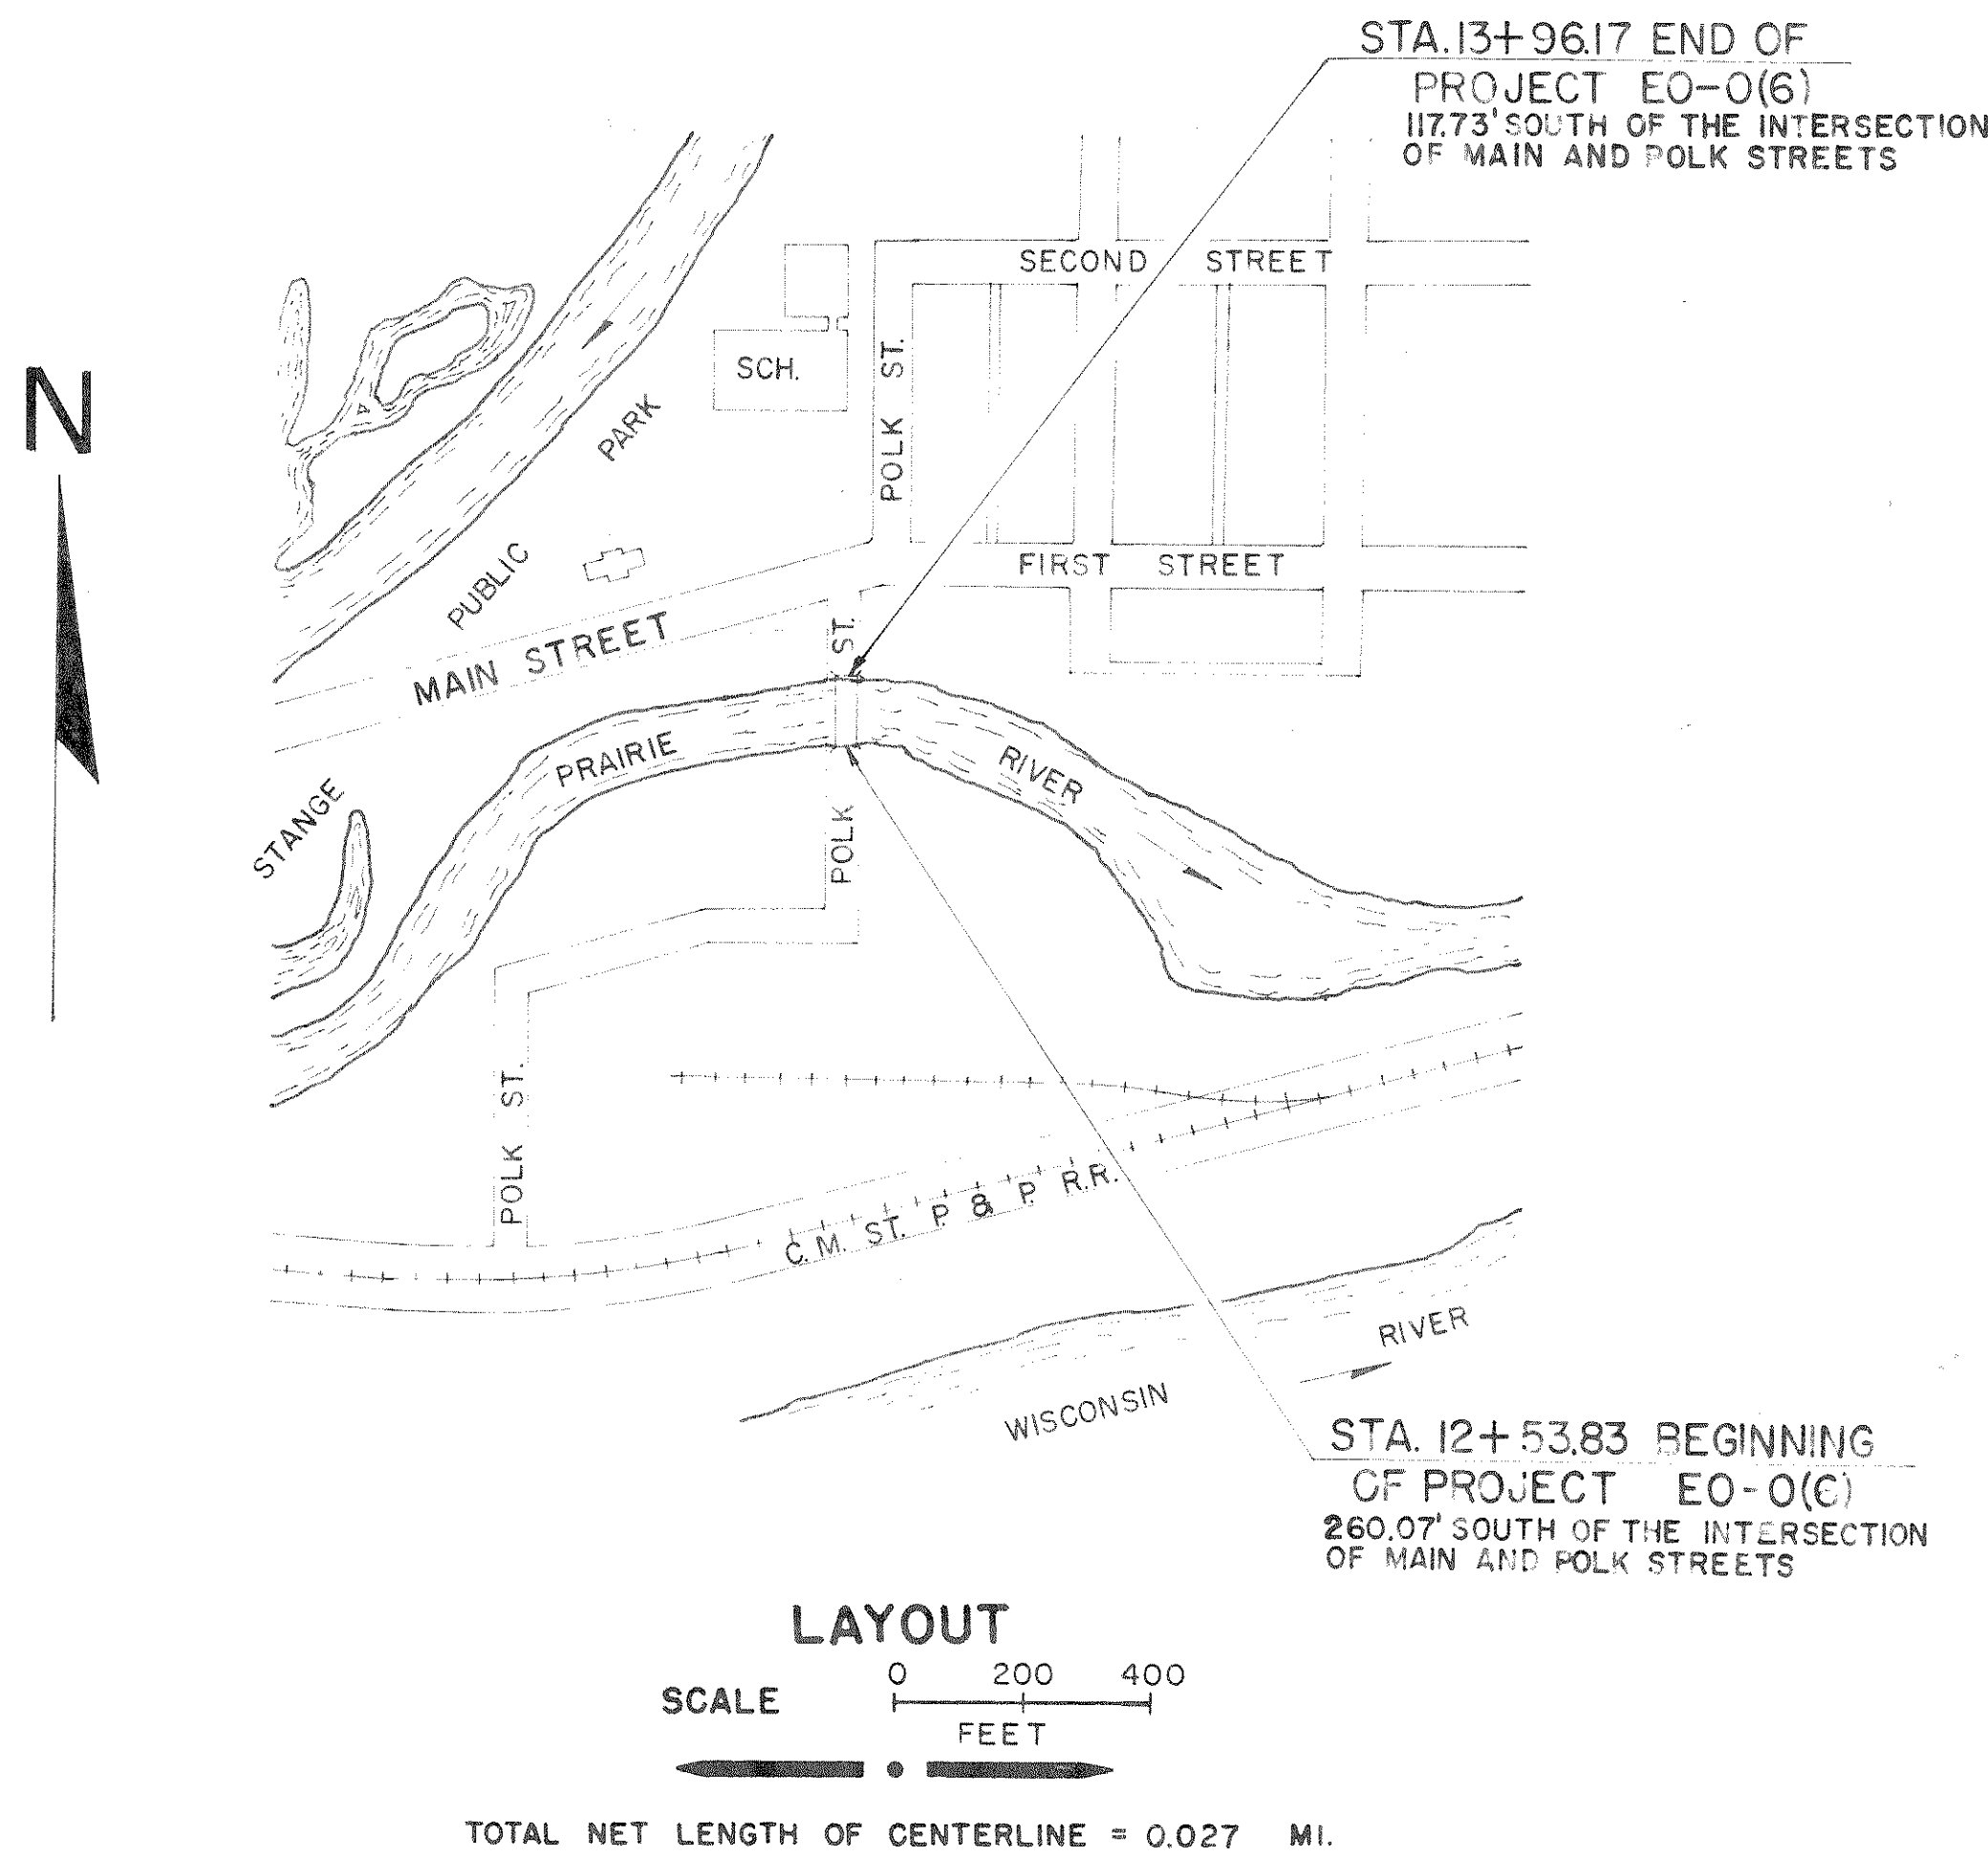 STA. 13+96.17 END OF
PROJECT EO-0(6)
117.73' SOUTH OF THE INTERSECTION
OF MAIN AND POLK STREETS
N
SECOND STREET
SCH.
POLK ST.
FIRST STREET
STANGE PUBLIC PARK
MAIN STREET
POLK ST.
PRAIRIE RIVER
POLK ST.
C. M. ST. P. & P. R.R.
WISCONSIN RIVER
STA. 12+53.83 BEGINNING
OF PROJECT EO-0(6)
260.07' SOUTH OF THE INTERSECTION
OF MAIN AND POLK STREETS
LAYOUT
0 200 400
SCALE
FEET
TOTAL NET LENGTH OF CENTERLINE = 0.027 MI.